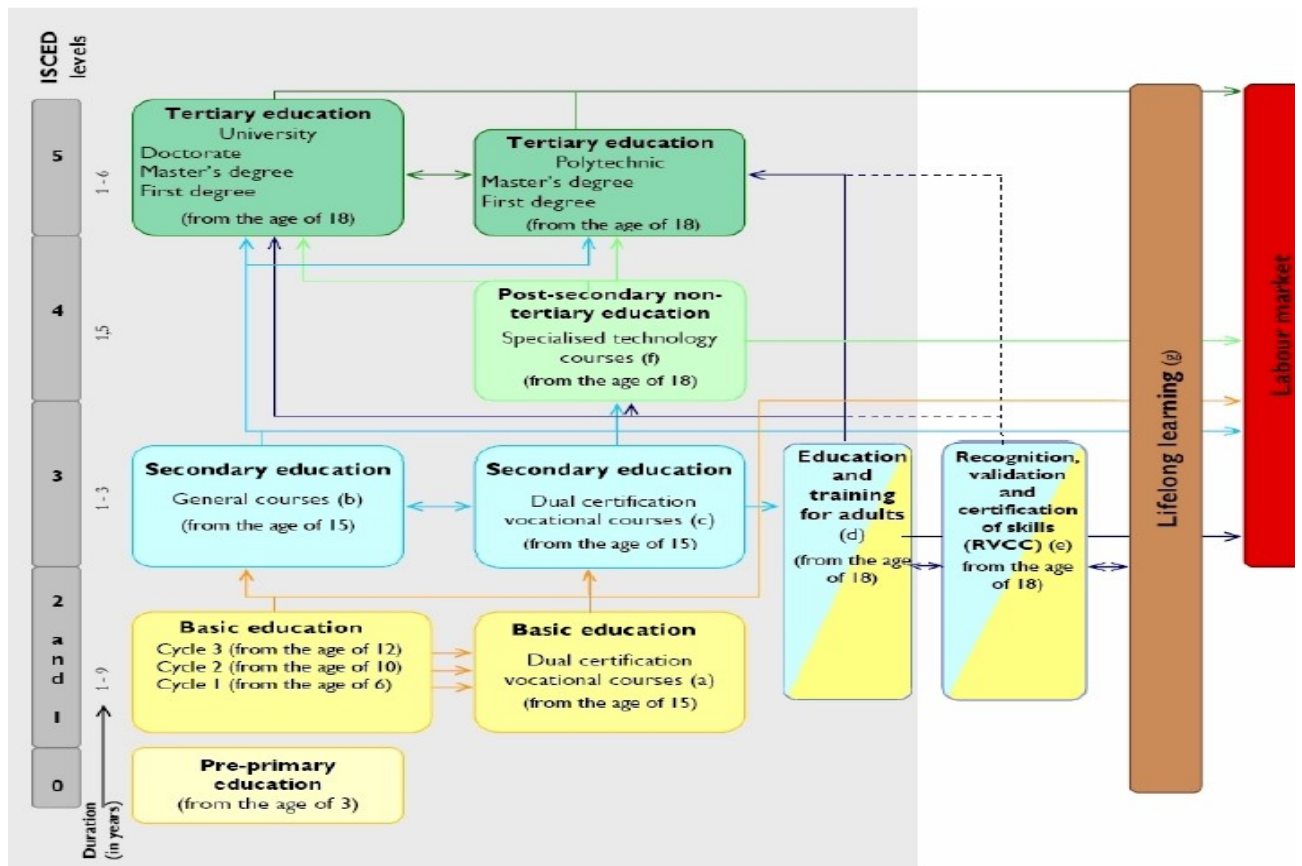 ISCED
levels
5
4
3
2
a
n
d
1
0
1 - 6
1,5
1 - 3
1 - 9
Duration
(in years)
Tertiary education
University
Doctorate
Master's degree
First degree
(from the age of 18)
Tertiary education
Polytechnic
Master's degree
First degree
(from the age of 18)
Post-secondary non-
tertiary education
Specialised technology
courses (f)
(from the age of 18)
Secondary education
General courses (b)
(from the age of 15)
Secondary education
Dual certification
vocational courses (c)
(from the age of 15)
Education
and
training
for adults
(d)
(from the age
of 18)
Recognition,
validation
and
certification
of skills
(RVCC) (e)
from the age
of 18)
Basic education
Cycle 3 (from the age of 12)
Cycle 2 (from the age of 10)
Cycle 1 (from the age of 6)
Basic education
Dual certification
vocational courses (a)
(from the age of 15)
Pre-primary
education
(from the age of 3)
Lifelong learning (g)
Labour market